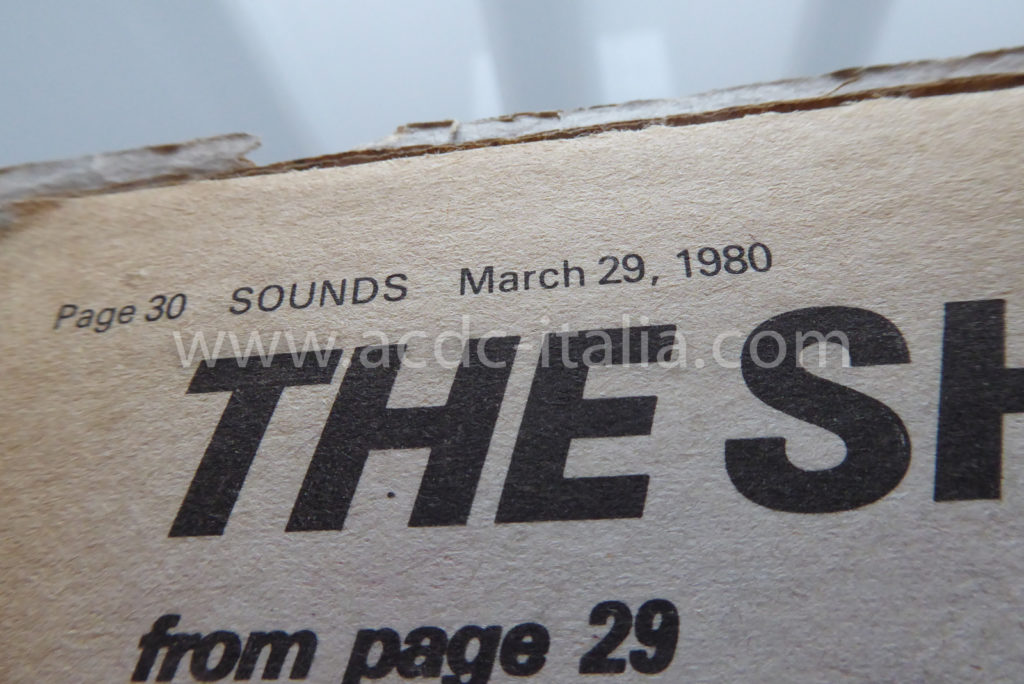 Page 30 SOUNDS March 29, 1980
www.acdc-italia.com
THE SH
from page 29